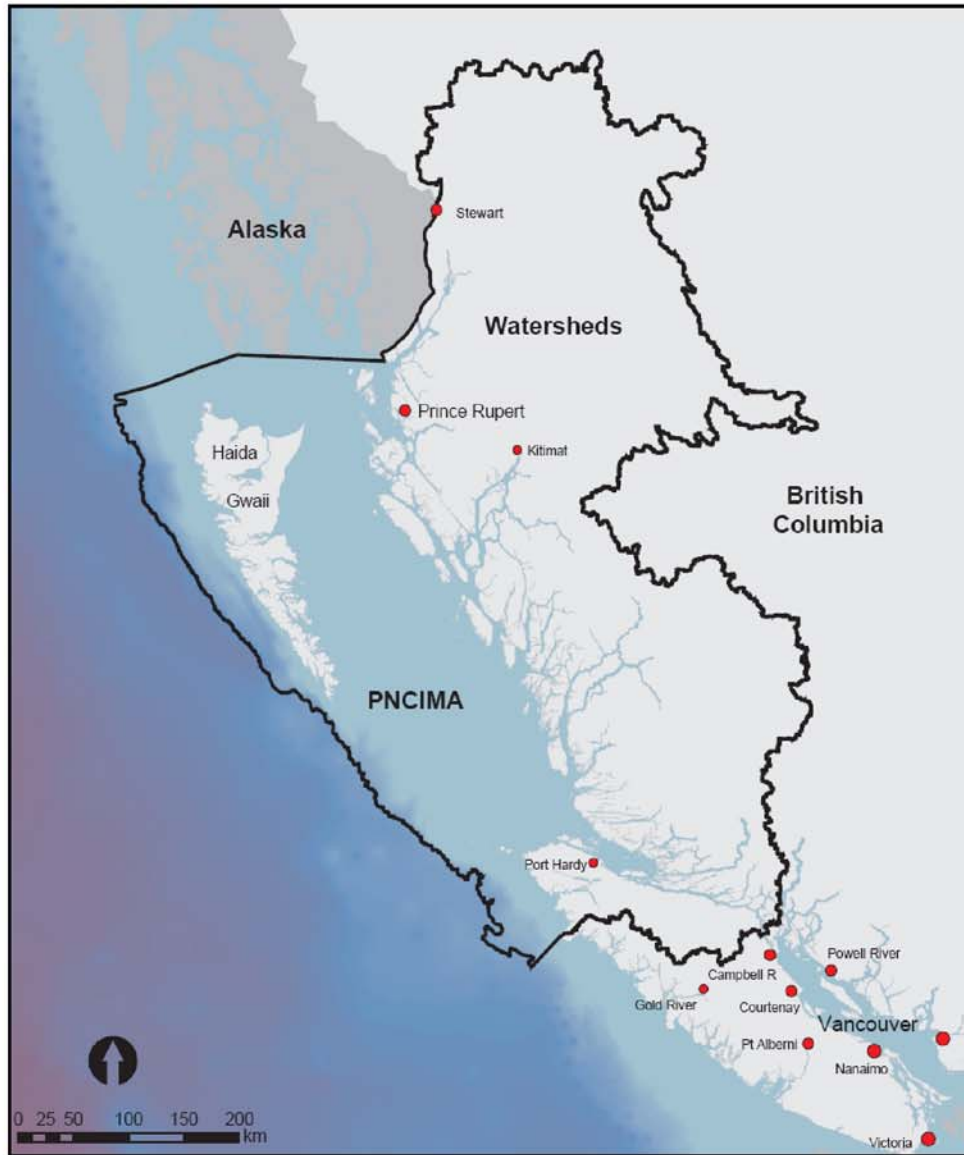 Alaska
Stewart
Watersheds
Prince Rupert
Haida
Kitimat
Gwaii
British
Columbia
PNCIMA
Port Hardy
Campbell R
Powell River
Gold River
Courtenay
Vancouver
Pt Alberni
Nanaimo
0 25 50 100 150 200
km
Victoria